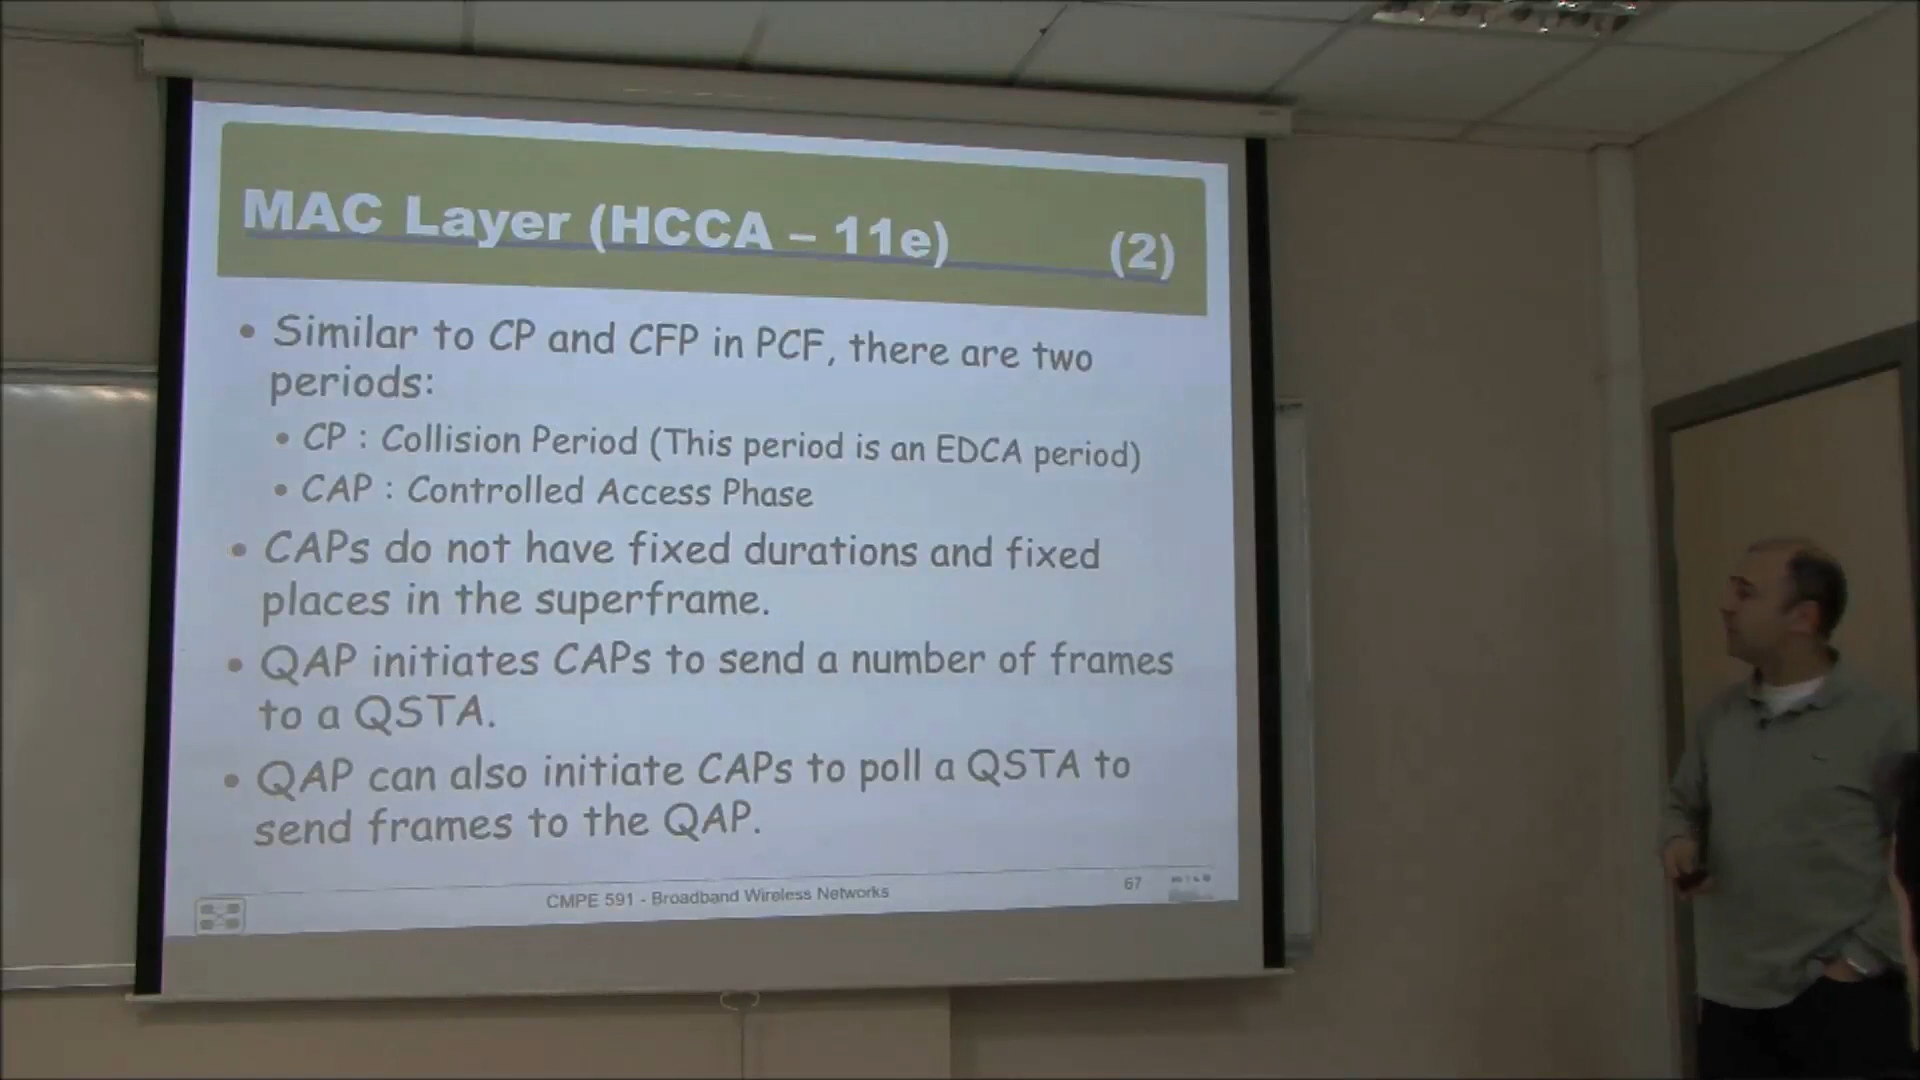 MAC Layer (HCCA – 11e) (2)
• Similar to CP and CFP in PCF, there are two
periods:
• CP : Collision Period (This period is an EDCA period)
• CAP : Controlled Access Phase
• CAPs do not have fixed durations and fixed
places in the superframe.
• QAP initiates CAPs to send a number of frames
to a QSTA.
• QAP can also initiate CAPs to poll a QSTA to
send frames to the QAP.
CMPE 591 - Broadband Wireless Networks
67